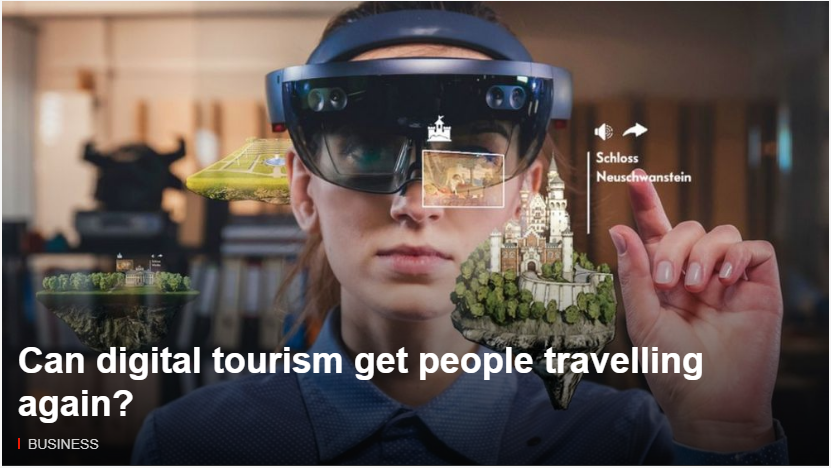 Schloss
Neuschwanstein
Can digital tourism get people travelling
again?
BUSINESS